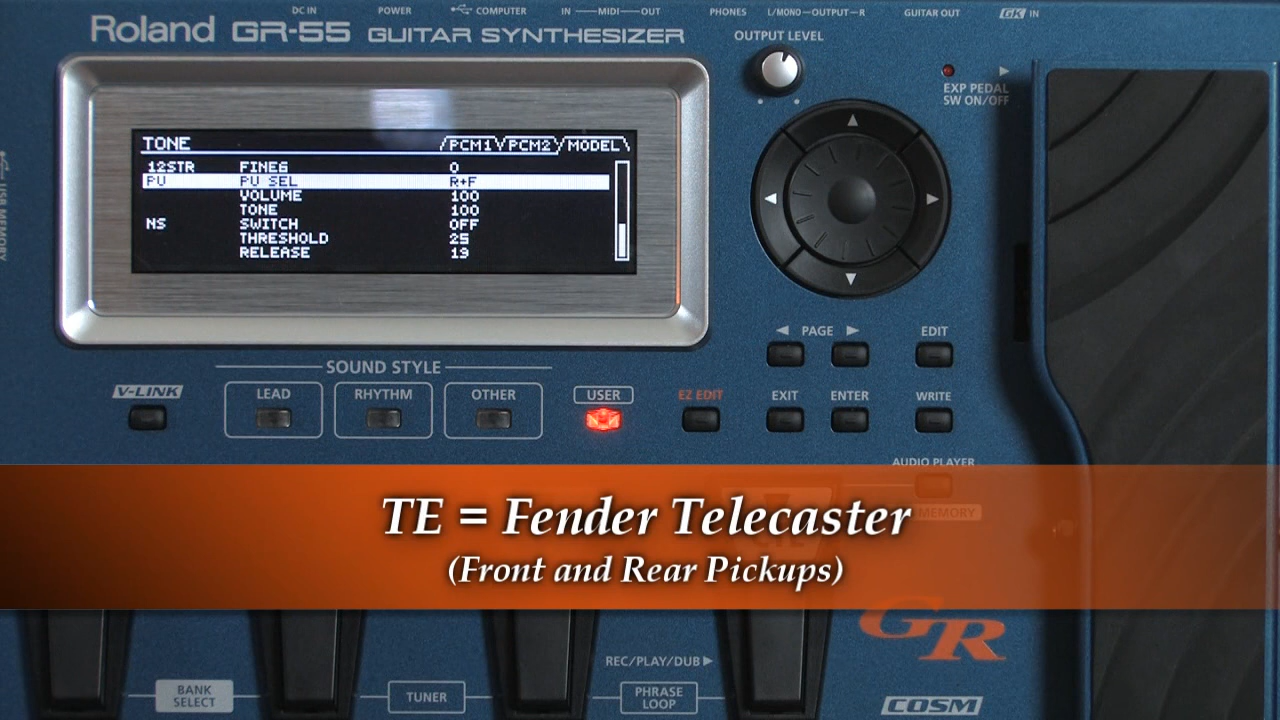 DC IN POWER COMPUTER IN MIDI OUT PHONES L/MONO OUTPUT R GUITAR OUT GK IN
Roland GR-55 GUITAR SYNTHESIZER
OUTPUT LEVEL
EXP PEDAL
SW ON/OFF
USB MEMORY
TONE PCM1 PCM2 MODEL
12STR FINE6 0
PU PU SEL R+F
VOLUME 100
TONE 100
NS SWITCH OFF
THRESHOLD 25
RELEASE 19
◀ PAGE ▶ EDIT
SOUND STYLE
V-LINK LEAD RHYTHM OTHER USER EZ EDIT EXIT ENTER WRITE
AUDIO PLAYER
MEMORY
CTL
TE = Fender Telecaster
(Front and Rear Pickups)
GR
REC/PLAY/DUB▶
BANK
SELECT
TUNER
PHRASE
LOOP
COSM